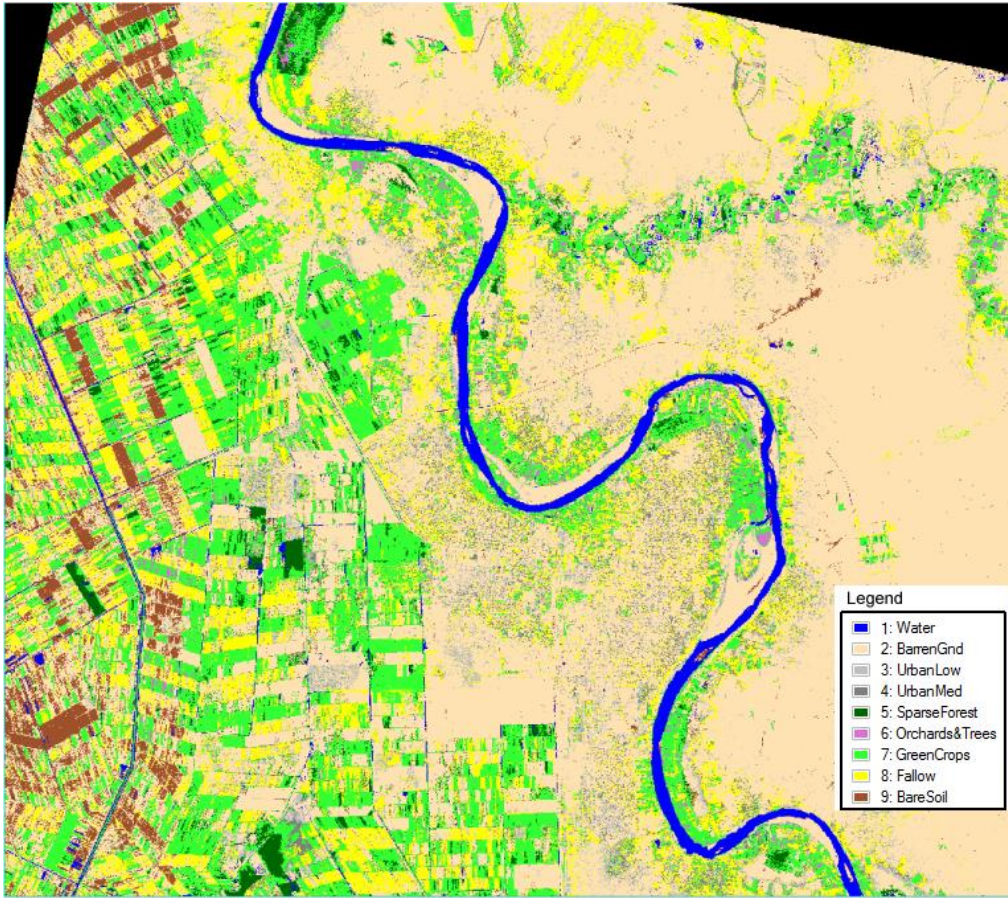 Legend
1: Water
2: BarrenGnd
3: UrbanLow
4: UrbanMed
5: SparseForest
6: Orchards&Trees
7: GreenCrops
8: Fallow
9: BareSoil